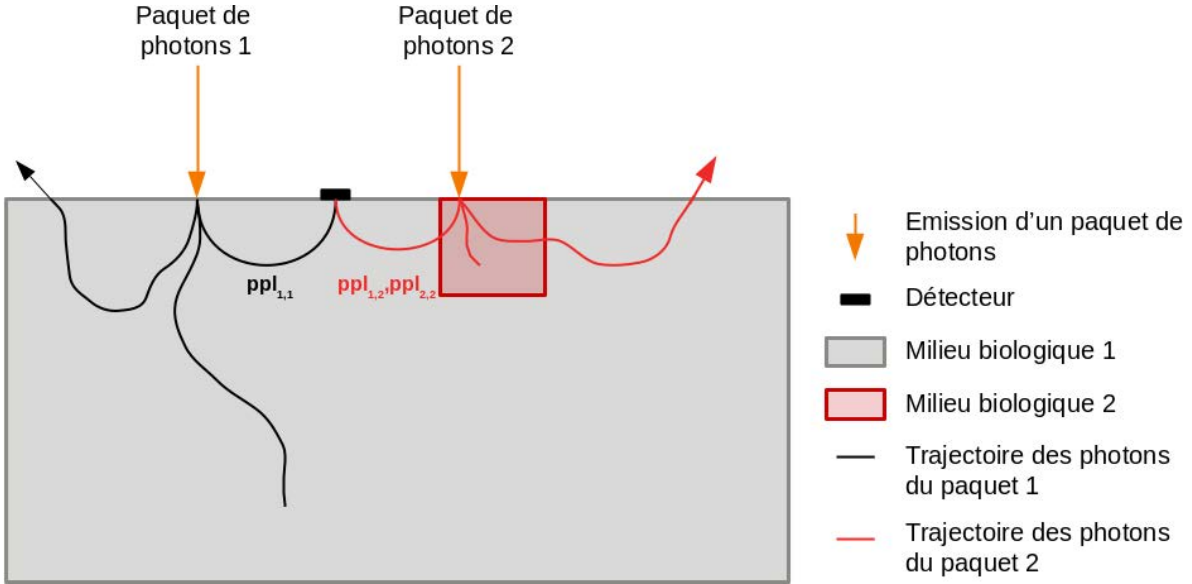 Paquet de
photons 1
Paquet de
photons 2
ppl1,1
ppl1,2,ppl2,2
Emission d'un paquet de
photons
Détecteur
Milieu biologique 1
Milieu biologique 2
Trajectoire des photons
du paquet 1
Trajectoire des photons
du paquet 2